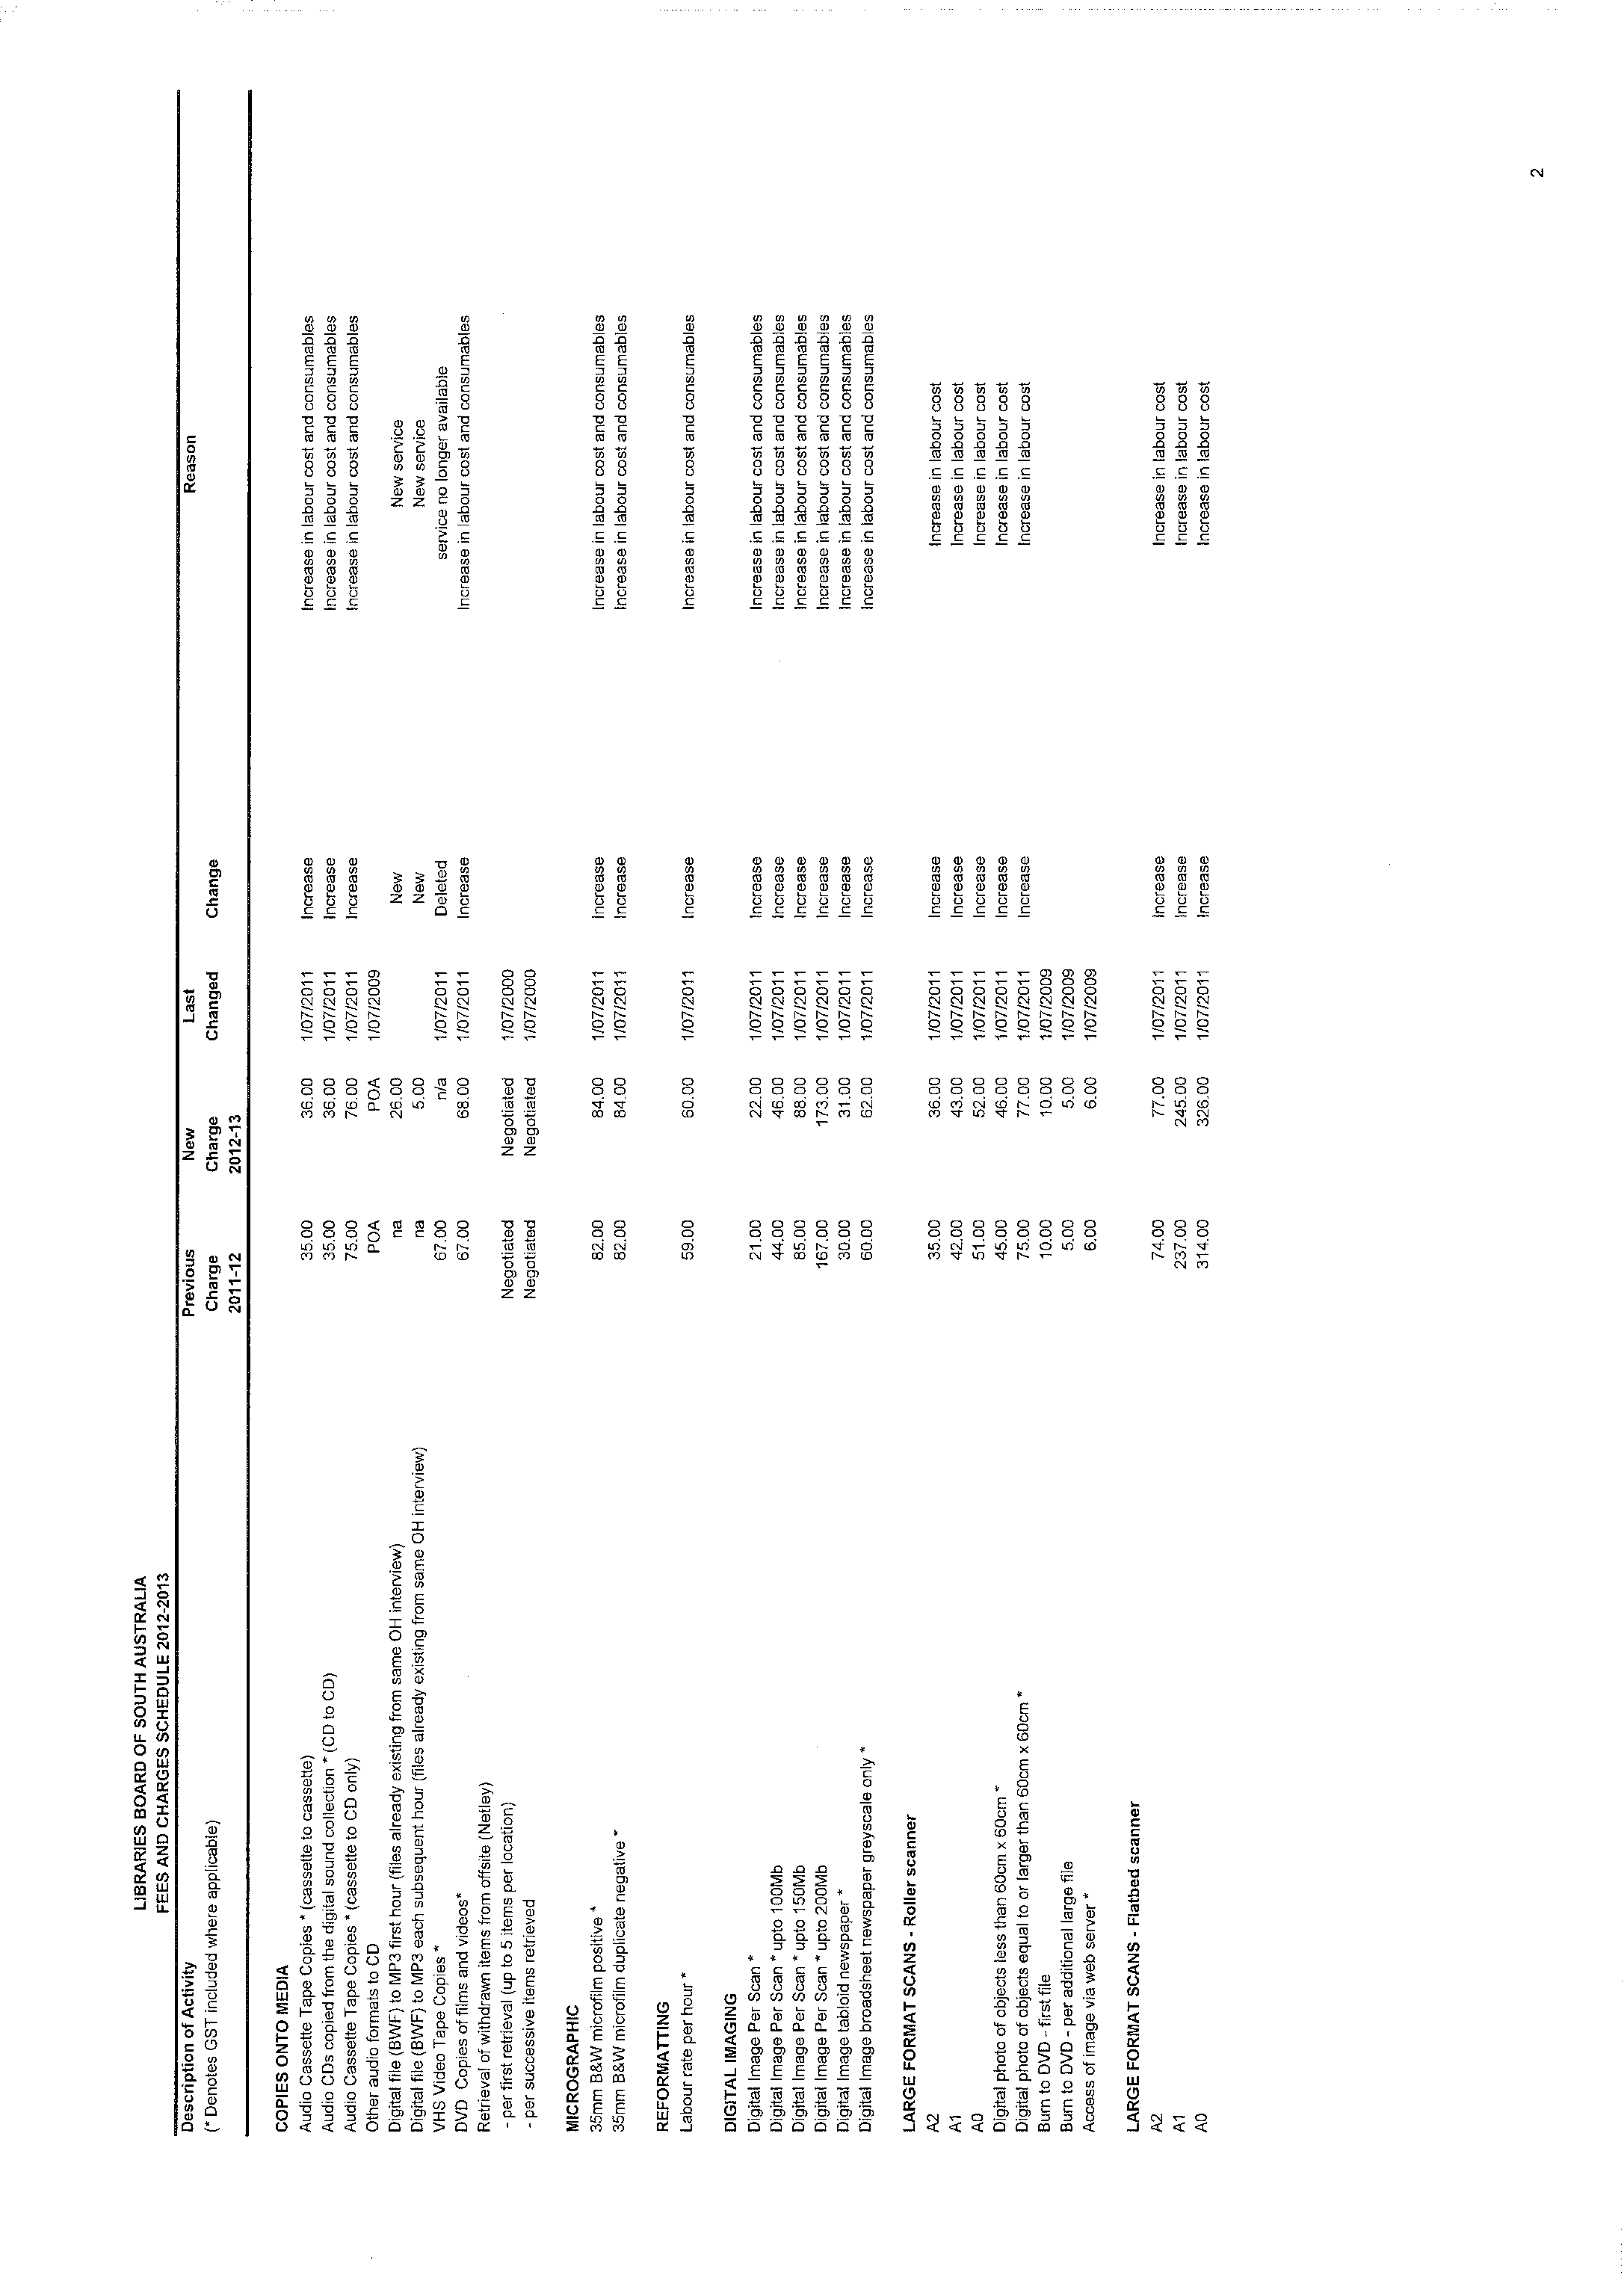 LIBRARIES BOARD OF SOUTH AUSTRALIA
FEES AND CHARGES SCHEDULE 2012-2013
Description of Activity Previous New Last Reason
(* Denotes GST included where applicable) Charge Charge Changed Change
2011-12 2012-13
COPIES ONTO MEDIA
Audio Cassette Tape Copies * (cassette to cassette) 35.00 36.00 1/07/2011 Increase Increase in labour cost and consumables
Audio CDs copied from the digital sound collection * (CD to CD) 35.00 36.00 1/07/2011 Increase Increase in labour cost and consumables
Audio Cassette Tape Copies * (cassette to CD only) 75.00 76.00 1/07/2011 Increase Increase in labour cost and consumables
Other audio formats to CD POA POA 1/07/2009
Digital file (BWF) to MP3 first hour (files already existing from same OH interview) na 26.00 New New service
Digital file (BWF) to MP3 each subsequent hour (files already existing from same OH interview) na 5.00 New New service
VHS Video Tape Copies * 67.00 n/a 1/07/2011 Deleted service no longer available
DVD Copies of films and videos* 67.00 68.00 1/07/2011 Increase Increase in labour cost and consumables
Retrieval of withdrawn items from offsite (Netley)
- per first retrieval (up to 5 items per location) Negotiated Negotiated 1/07/2000
- per successive items retrieved Negotiated Negotiated 1/07/2000
MICROGRAPHIC
35mm B&W microfilm positive * 82.00 84.00 1/07/2011 Increase Increase in labour cost and consumables
35mm B&W microfilm duplicate negative * 82.00 84.00 1/07/2011 Increase Increase in labour cost and consumables
REFORMATTING
Labour rate per hour * 59.00 60.00 1/07/2011 Increase Increase in labour cost and consumables
DIGITAL IMAGING
Digital Image Per Scan * 21.00 22.00 1/07/2011 Increase Increase in labour cost and consumables
Digital Image Per Scan * upto 100Mb 44.00 46.00 1/07/2011 Increase Increase in labour cost and consumables
Digital Image Per Scan * upto 150Mb 85.00 88.00 1/07/2011 Increase Increase in labour cost and consumables
Digital Image Per Scan * upto 200Mb 167.00 173.00 1/07/2011 Increase Increase in labour cost and consumables
Digital Image tabloid newspaper * 30.00 31.00 1/07/2011 Increase Increase in labour cost and consumables
Digital Image broadsheet newspaper greyscale only * 60.00 62.00 1/07/2011 Increase Increase in labour cost and consumables
LARGE FORMAT SCANS - Roller scanner
A2 35.00 36.00 1/07/2011 Increase Increase in labour cost
A1 42.00 43.00 1/07/2011 Increase Increase in labour cost
A0 51.00 52.00 1/07/2011 Increase Increase in labour cost
Digital photo of objects less than 60cm x 60cm * 45.00 46.00 1/07/2011 Increase Increase in labour cost
Digital photo of objects equal to or larger than 60cm x 60cm * 75.00 77.00 1/07/2011 Increase Increase in labour cost
Burn to DVD - first file 10.00 10.00 1/07/2009
Burn to DVD - per additional large file 5.00 5.00 1/07/2009
Access of image via web server * 6.00 6.00 1/07/2009
LARGE FORMAT SCANS - Flatbed scanner
A2 74.00 77.00 1/07/2011 Increase Increase in labour cost
A1 237.00 245.00 1/07/2011 Increase Increase in labour cost
A0 314.00 326.00 1/07/2011 Increase Increase in labour cost
2